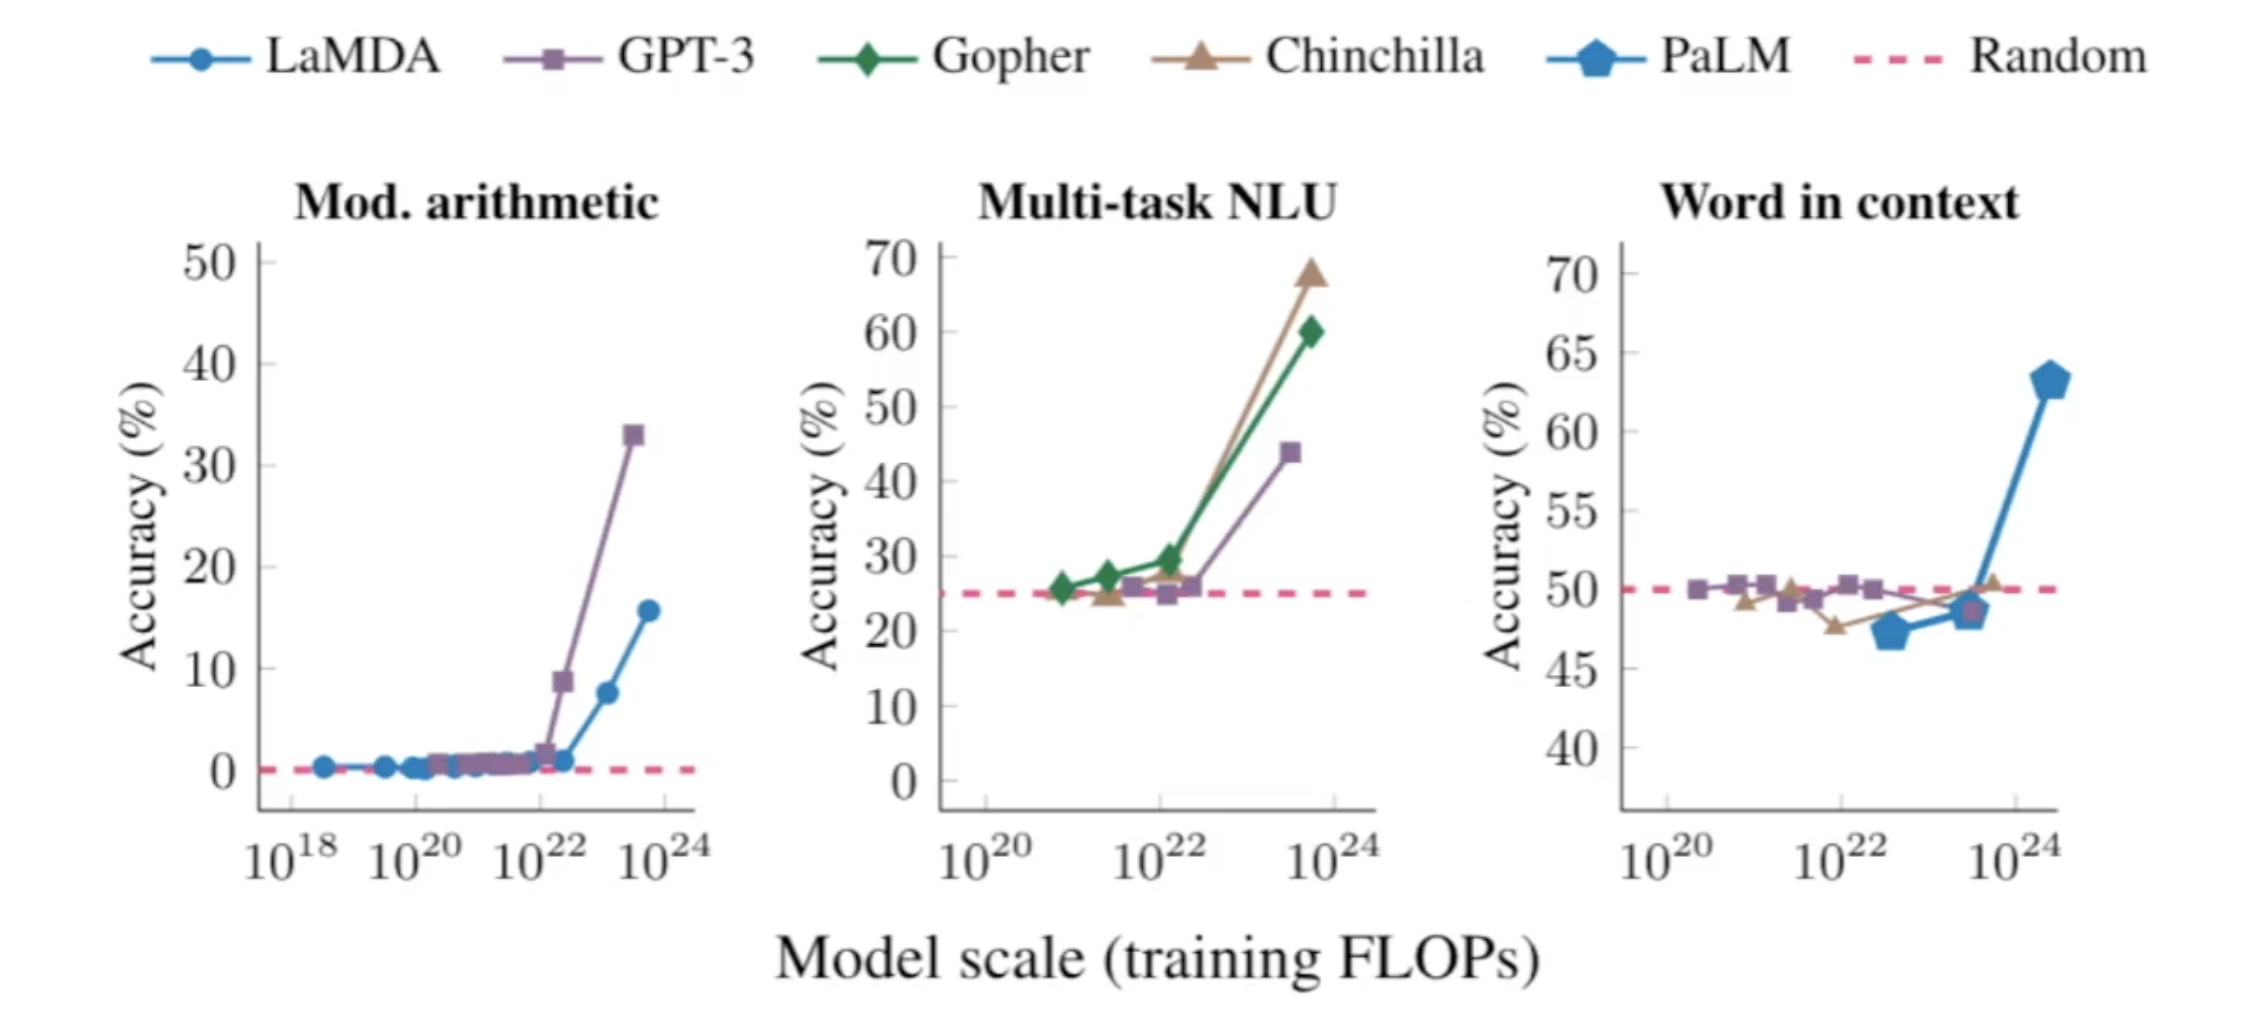 LaMDA GPT-3 Gopher Chinchilla PaLM Random
Mod. arithmetic
Accuracy (%)
50
40
30
20
10
0
10^18 10^20 10^22 10^24
Multi-task NLU
Accuracy (%)
70
60
50
40
30
20
10
0
10^20 10^22 10^24
Word in context
Accuracy (%)
70
65
60
55
50
45
40
10^20 10^22 10^24
Model scale (training FLOPs)